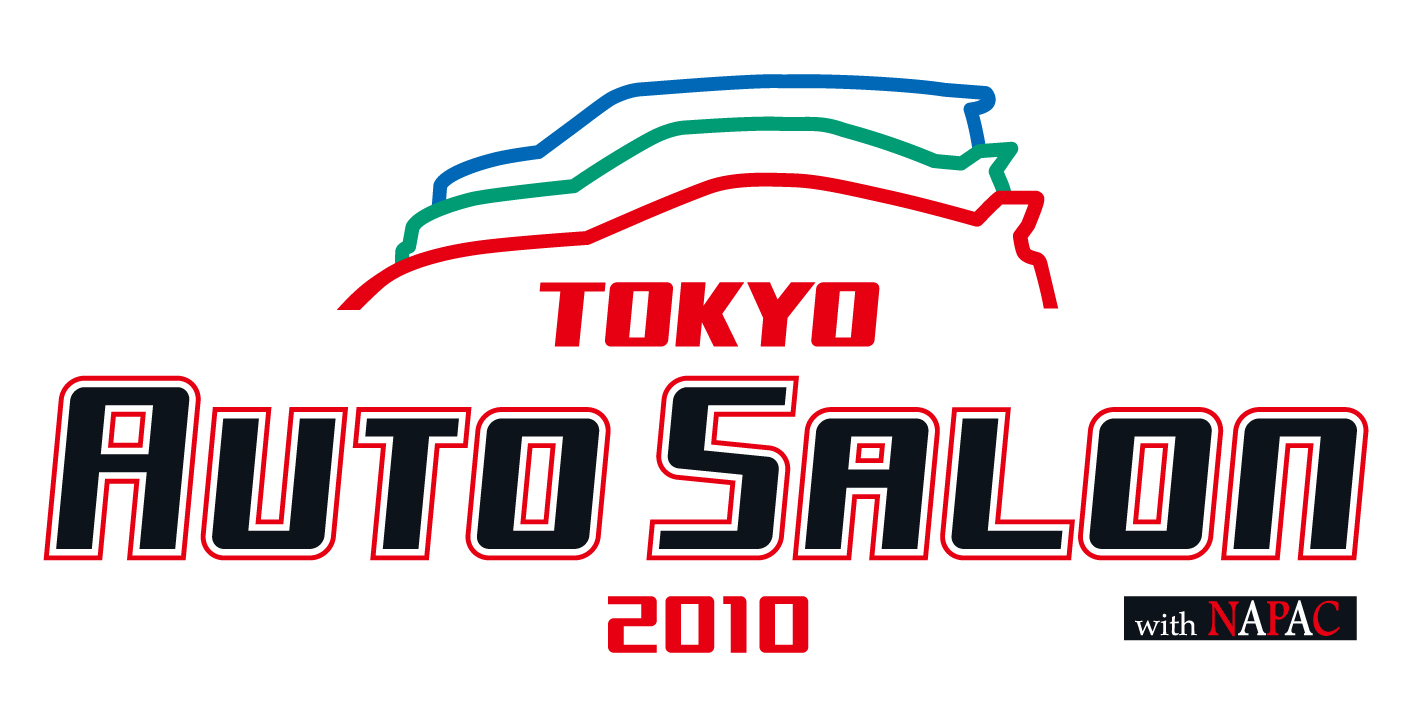 TOKYO
AUTO SALON
2010
with NAPAC